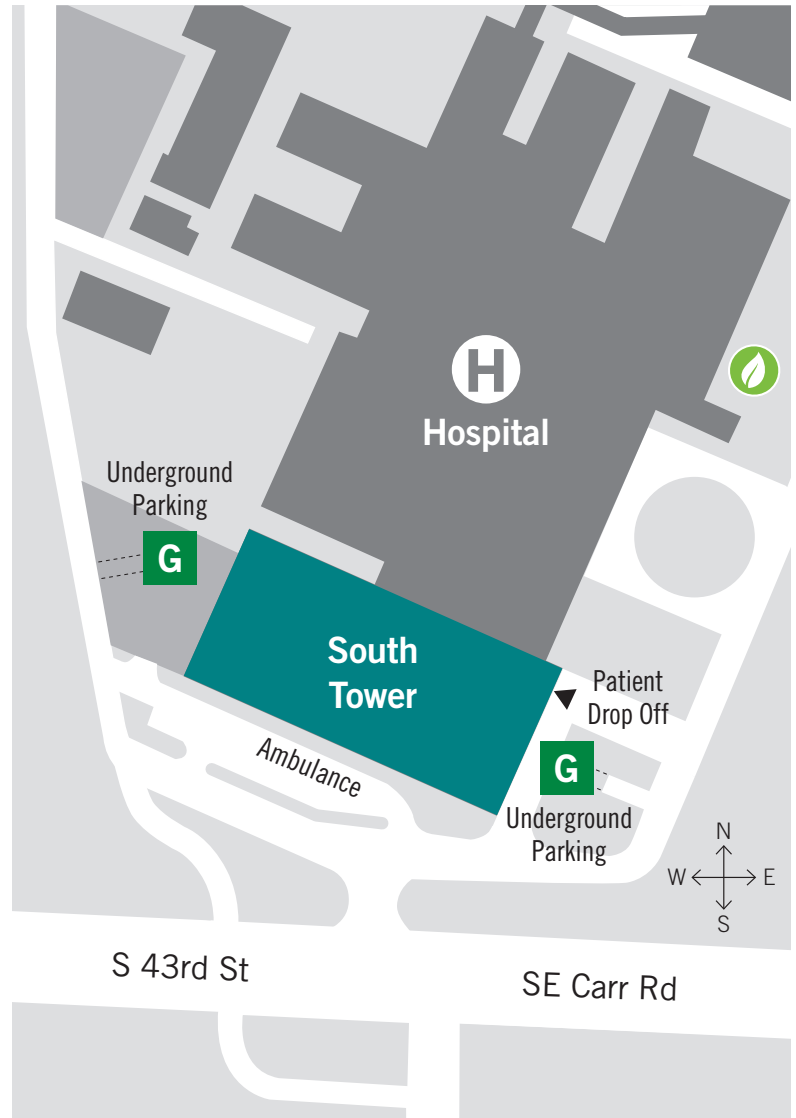 H
Hospital
Underground
Parking
G
South
Tower
Patient
Drop Off
Ambulance
G
Underground
Parking
N
W
E
S
S 43rd St
SE Carr Rd